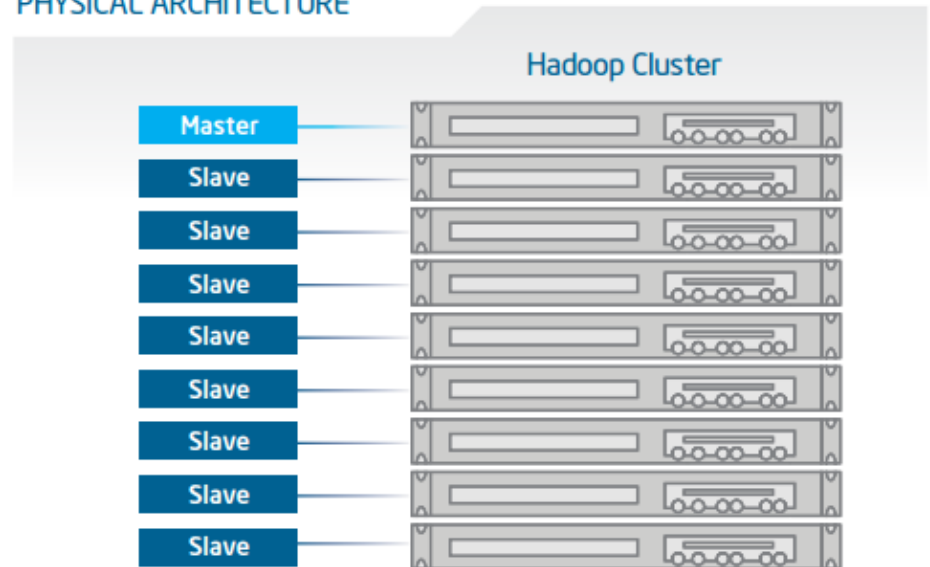 PHYSICAL ARCHITECTURE
Hadoop Cluster
Master
Slave
Slave
Slave
Slave
Slave
Slave
Slave
Slave